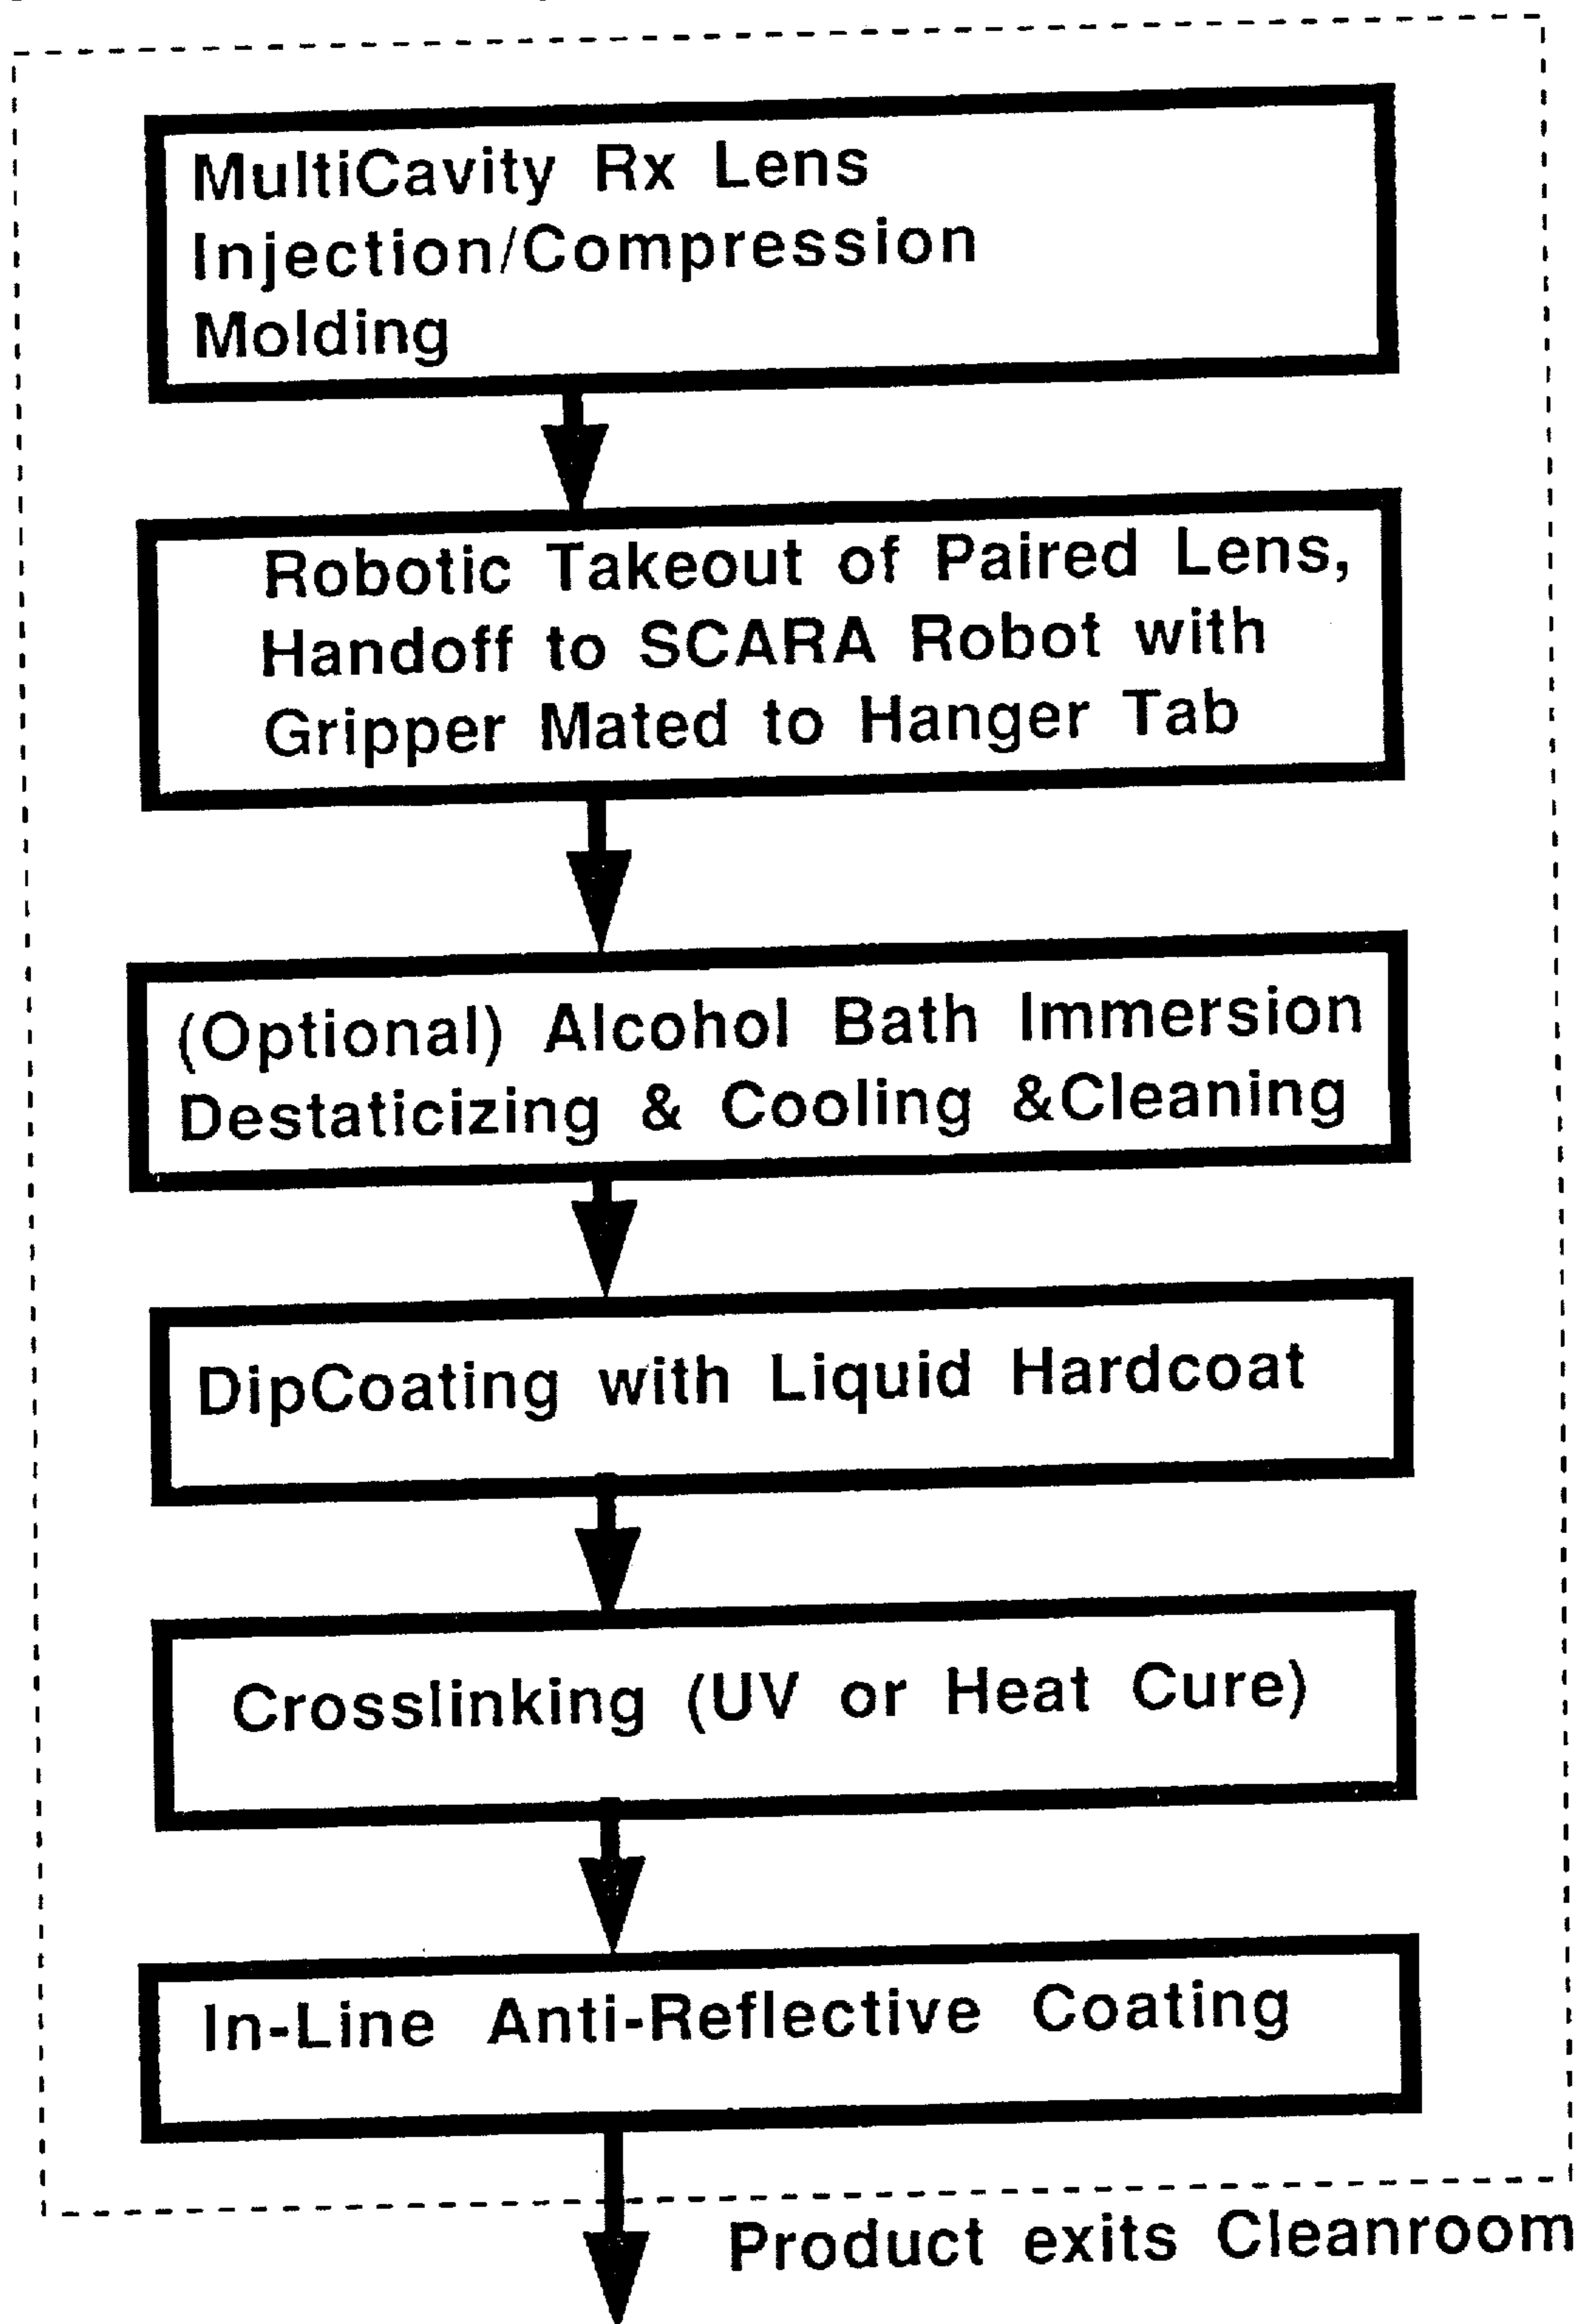 MultiCavity Rx Lens
Injection/Compression
Molding
Robotic Takeout of Paired Lens,
Handoff to SCARA Robot with
Gripper Mated to Hanger Tab
(Optional) Alcohol Bath Immersion
Destaticizing & Cooling &Cleaning
DipCoating with Liquid Hardcoat
Crosslinking (UV or Heat Cure)
In-Line Anti-Reflective Coating
Product exits Cleanroom